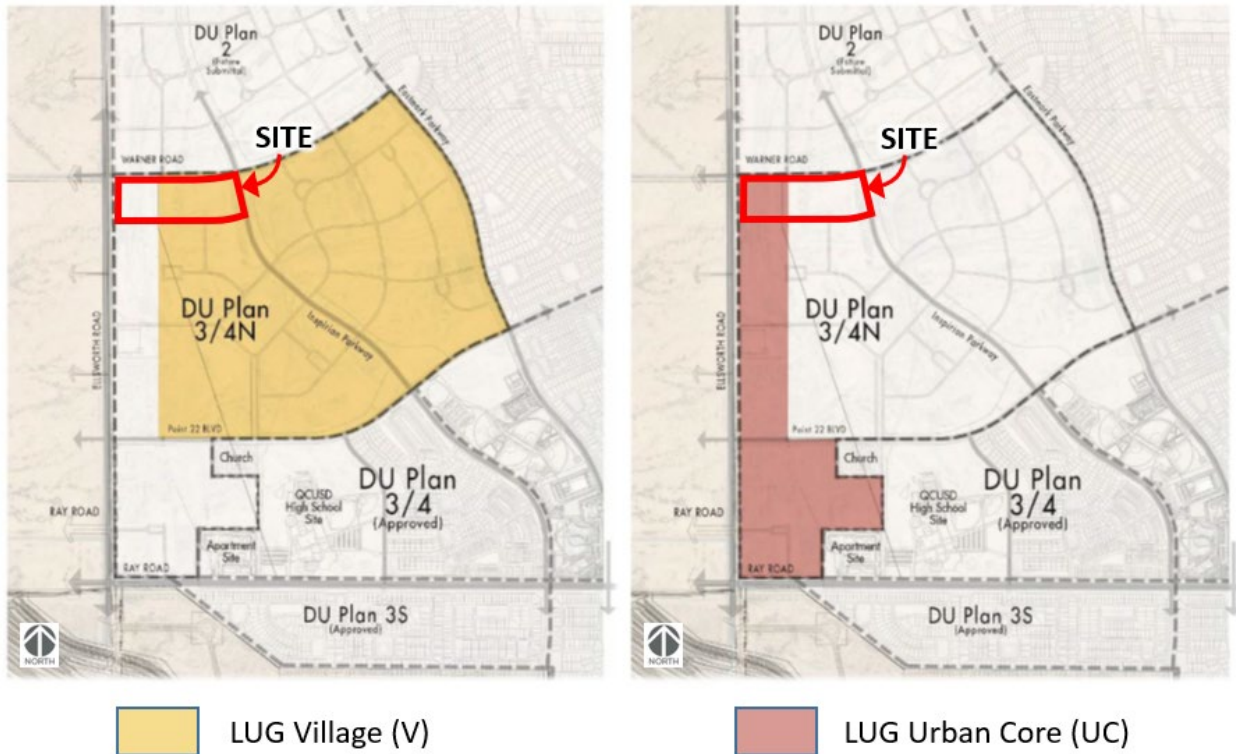 DU Plan
2
(Future
Submittal)
Eastmark Parkway
SITE
WARNER ROAD
ELLSWORTH ROAD
DU Plan
3/4N
Inspirian Parkway
Point 22 BLVD
Church
DU Plan
3/4
(Approved)
QCUSD
High School
Site
RAY ROAD
Apartment
Site
RAY ROAD
DU Plan 3S
(Approved)
NORTH
LUG Village (V)
DU Plan
2
(Future
Submittal)
Eastmark Parkway
SITE
WARNER ROAD
ELLSWORTH ROAD
DU Plan
3/4N
Inspirian Parkway
Point 22 BLVD
Church
DU Plan
3/4
(Approved)
QCUSD
High School
Site
RAY ROAD
Apartment
Site
RAY ROAD
DU Plan 3S
(Approved)
NORTH
LUG Urban Core (UC)